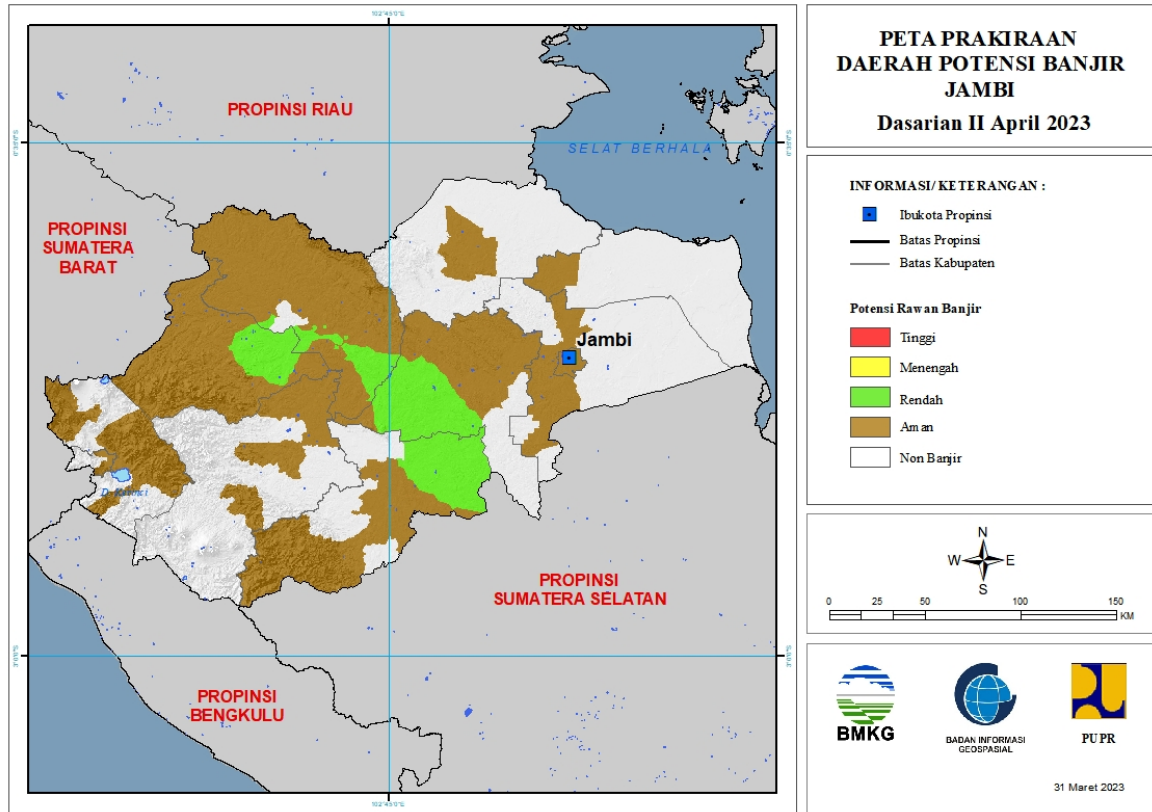 PETA PRAKIRAAN
DAERAH POTENSI BANJIR
JAMBI
Dasarian II April 2023
INFORMASI/ KETERANGAN :
Ibukota Propinsi
Batas Propinsi
Batas Kabupaten
Potensi Rawan Banjir
Tinggi
Menengah
Rendah
Aman
Non Banjir
N
W
E
S
0
25
50
100
150
KM
BMKG
BADAN INFORMASI
GEOSPASIAL
PUPR
31 Maret 2023
PROPINSI RIAU
SELAT BERHALA
PROPINSI
SUMATERA
BARAT
Jambi
PROPINSI
SUMATERA SELATAN
PROPINSI
BENGKULU